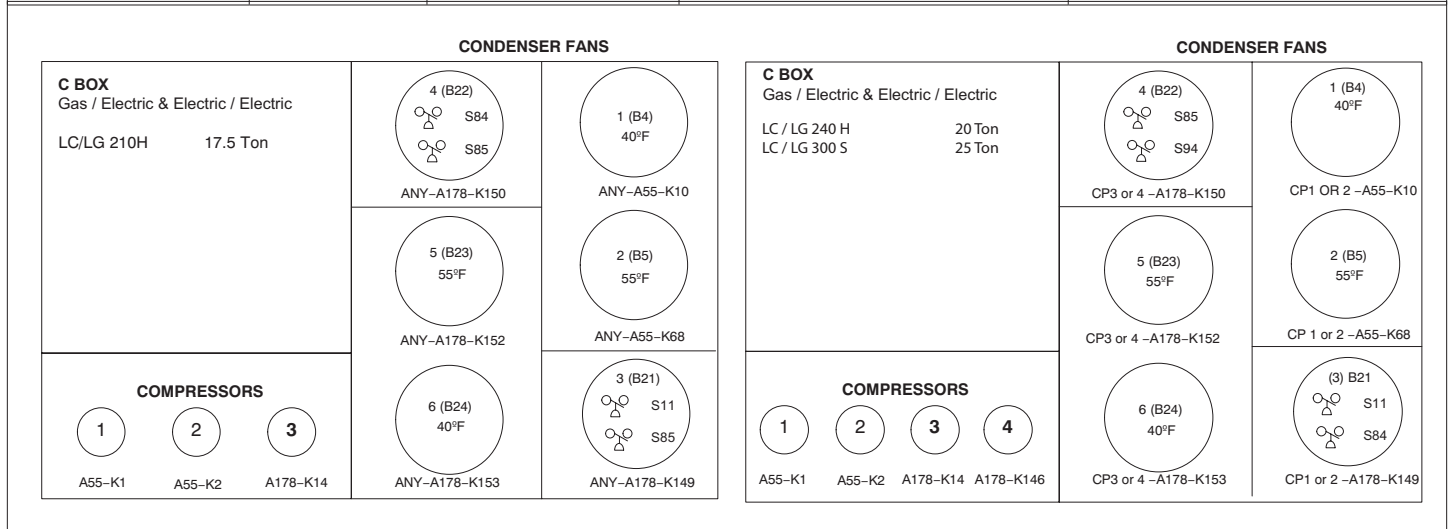 CONDENSER FANS
C BOX
Gas / Electric & Electric / Electric
LC/LG 210H 17.5 Ton
4 (B22)
S84
S85
ANY–A178–K150
1 (B4)
40ºF
ANY–A55–K10
5 (B23)
55ºF
ANY–A178–K152
2 (B5)
55ºF
ANY–A55–K68
COMPRESSORS
1
2
3
A55–K1
A55–K2
A178–K14
6 (B24)
40ºF
ANY–A178–K153
3 (B21)
S11
S85
ANY–A178–K149
CONDENSER FANS
C BOX
Gas / Electric & Electric / Electric
LC / LG 240 H 20 Ton
LC / LG 300 S 25 Ton
4 (B22)
S85
S94
CP3 or 4 –A178–K150
1 (B4)
40ºF
CP1 OR 2 –A55–K10
5 (B23)
55ºF
CP3 or 4 –A178–K152
2 (B5)
55ºF
CP 1 or 2 –A55–K68
COMPRESSORS
1
2
3
4
A55–K1
A55–K2
A178–K14
A178–K146
6 (B24)
40ºF
CP3 or 4 –A178–K153
(3) B21
S11
S84
CP1 or 2 –A178–K149